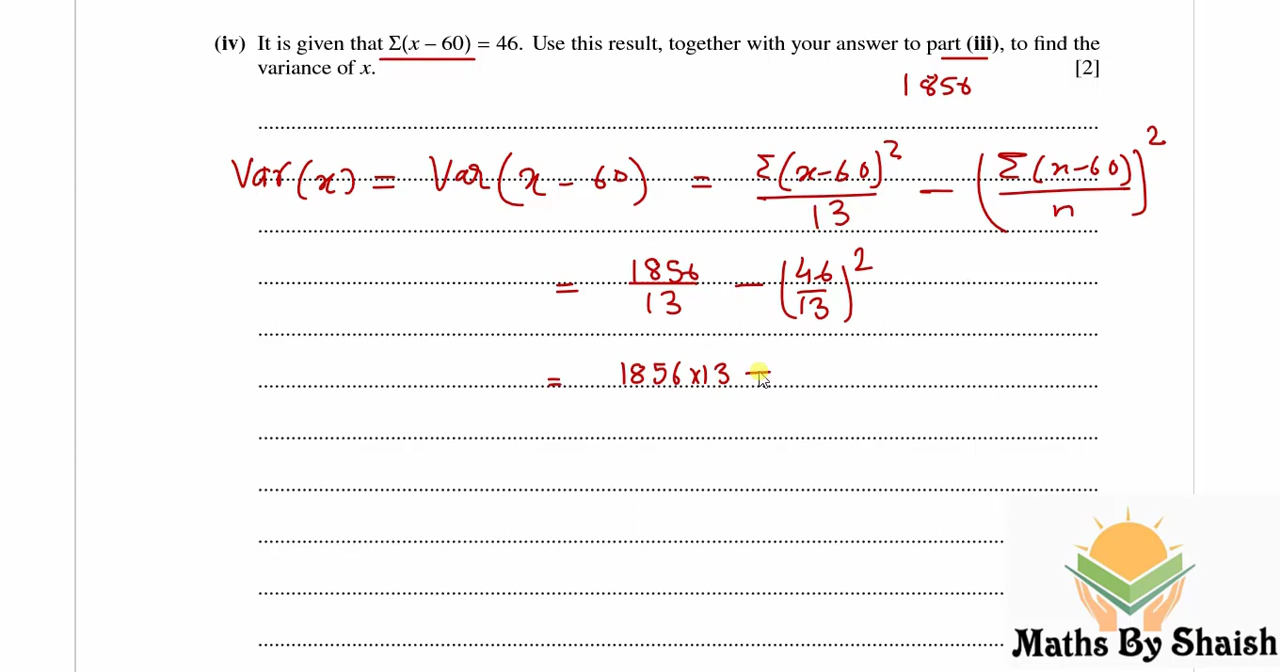 (iv) It is given that Σ(x – 60) = 46. Use this result, together with your answer to part (iii), to find the
variance of x. [2]
1856
Var(x) = Var(x – 60) = Σ(x–60)²/13 – (Σ(x–60)/n)²
= 1856/13 – (46/13)²
= 1856×13 –
Maths By Shaish